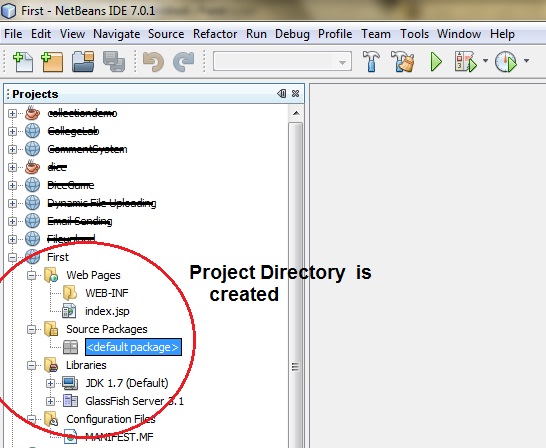 First - NetBeans IDE 7.0.1
File Edit View Navigate Source Refactor Run Debug Profile Team Tools Window Help
Projects
collectiondemo
CollegeLab
CommentSystem
dice
DiceGame
Dynamic File Uploading
Email Sending
Fileupload
First
Web Pages
WEB-INF
index.jsp
Source Packages
<default package>
Libraries
JDK 1.7 (Default)
GlassFish Server 3.1
Configuration Files
MANIFEST.MF
Project Directory is
created